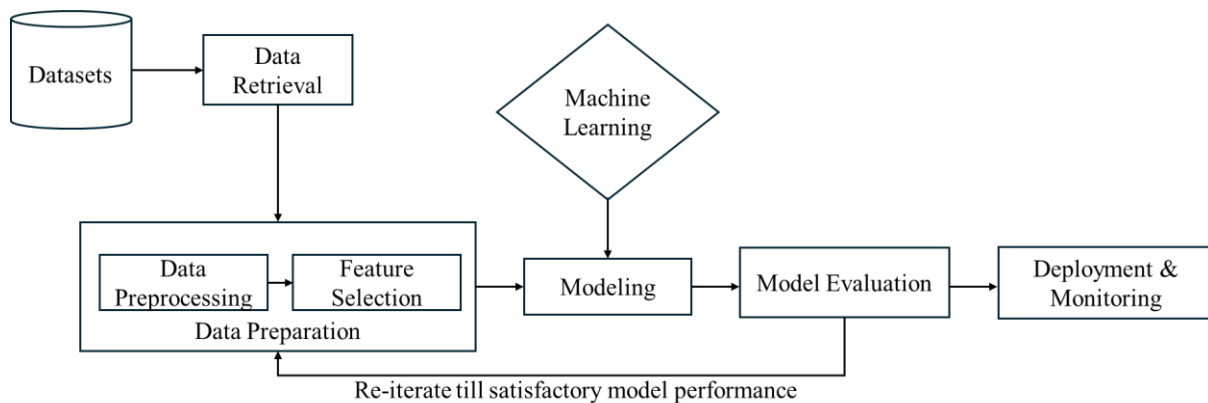 Datasets
Data
Retrieval
Machine
Learning
Data
Preprocessing
Feature
Selection
Data Preparation
Modeling
Model Evaluation
Deployment &
Monitoring
Re-iterate till satisfactory model performance